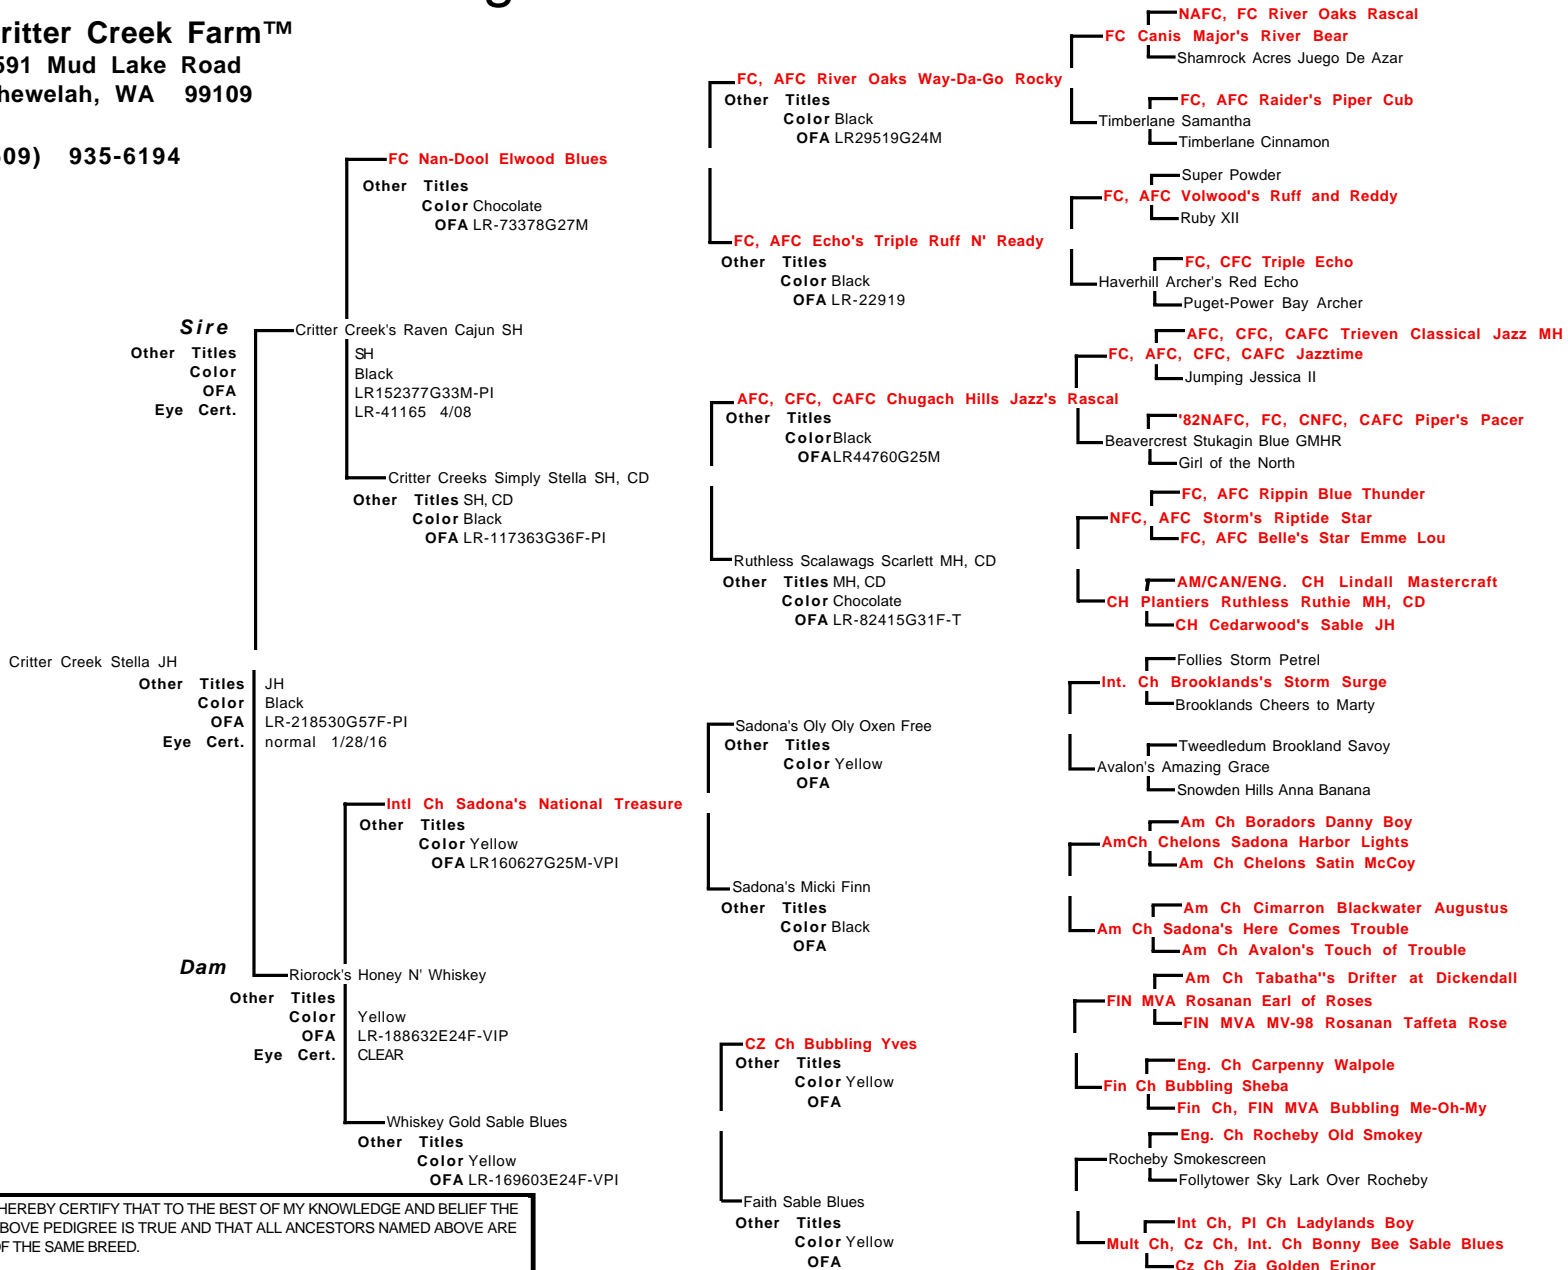 ritter Creek Farm™
591 Mud Lake Road
hewelah, WA 99109
09) 935-6194
Critter Creek Stella JH
Other Titles JH
Color Black
OFA LR-218530G57F-PI
Eye Cert. normal 1/28/16
Sire
Critter Creek's Raven Cajun SH
Other Titles SH
Color Black
OFA LR152377G33M-PI
Eye Cert. LR-41165 4/08
Dam
Riorock's Honey N' Whiskey
Other Titles
Color Yellow
OFA LR-188632E24F-VIP
Eye Cert. CLEAR
FC Nan-Dool Elwood Blues
Other Titles
Color Chocolate
OFA LR-73378G27M
Critter Creeks Simply Stella SH, CD
Other Titles SH, CD
Color Black
OFA LR-117363G36F-PI
Intl Ch Sadona's National Treasure
Other Titles
Color Yellow
OFA LR160627G25M-VPI
Whiskey Gold Sable Blues
Other Titles
Color Yellow
OFA LR-169603E24F-VPI
FC, AFC River Oaks Way-Da-Go Rocky
Other Titles
Color Black
OFA LR29519G24M
FC, AFC Echo's Triple Ruff N' Ready
Other Titles
Color Black
OFA LR-22919
AFC, CFC, CAFC Chugach Hills Jazz's Rascal
Other Titles
Color Black
OFA LR44760G25M
Ruthless Scalawags Scarlett MH, CD
Other Titles MH, CD
Color Chocolate
OFA LR-82415G31F-T
Sadona's Oly Oly Oxen Free
Other Titles
Color Yellow
OFA
Sadona's Micki Finn
Other Titles
Color Black
OFA
CZ Ch Bubbling Yves
Other Titles
Color Yellow
OFA
Faith Sable Blues
Other Titles
Color Yellow
OFA
NAFC, FC River Oaks Rascal
FC Canis Major's River Bear
Shamrock Acres Juego De Azar
FC, AFC Raider's Piper Cub
Timberlane Samantha
Timberlane Cinnamon
Super Powder
FC, AFC Volwood's Ruff and Reddy
Ruby XII
FC, CFC Triple Echo
Haverhill Archer's Red Echo
Puget-Power Bay Archer
AFC, CFC, CAFC Trieven Classical Jazz MH
FC, AFC, CFC, CAFC Jazztime
Jumping Jessica II
'82NAFC, FC, CNFC, CAFC Piper's Pacer
Beavercrest Stukagin Blue GMHR
Girl of the North
FC, AFC Rippin Blue Thunder
NFC, AFC Storm's Riptide Star
FC, AFC Belle's Star Emme Lou
AM/CAN/ENG. CH Lindall Mastercraft
CH Plantiers Ruthless Ruthie MH, CD
CH Cedarwood's Sable JH
Follies Storm Petrel
Int. Ch Brooklands's Storm Surge
Brooklands Cheers to Marty
Tweedledum Brookland Savoy
Avalon's Amazing Grace
Snowden Hills Anna Banana
Am Ch Boradors Danny Boy
AmCh Chelons Sadona Harbor Lights
Am Ch Chelons Satin McCoy
Am Ch Cimarron Blackwater Augustus
Am Ch Sadona's Here Comes Trouble
Am Ch Avalon's Touch of Trouble
Am Ch Tabatha''s Drifter at Dickendall
FIN MVA Rosanan Earl of Roses
FIN MVA MV-98 Rosanan Taffeta Rose
Eng. Ch Carpenny Walpole
Fin Ch Bubbling Sheba
Fin Ch, FIN MVA Bubbling Me-Oh-My
Eng. Ch Rocheby Old Smokey
Rocheby Smokescreen
Follytower Sky Lark Over Rocheby
Int Ch, Pl Ch Ladylands Boy
Mult Ch, Cz Ch, Int. Ch Bonny Bee Sable Blues
Cz Ch Zia Golden Erinor
HEREBY CERTIFY THAT TO THE BEST OF MY KNOWLEDGE AND BELIEF THE
BOVE PEDIGREE IS TRUE AND THAT ALL ANCESTORS NAMED ABOVE ARE
OF THE SAME BREED.